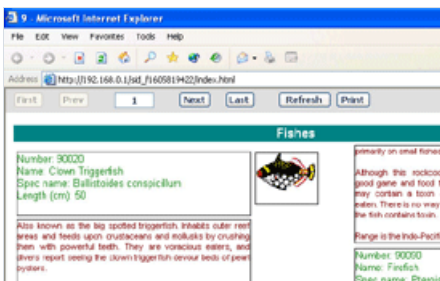 9 - Microsoft Internet Explorer
File Edit View Favorites Tools Help
Address http://192.168.0.1/sid_f1605819422/index.html
First Prev 1 Next Last Refresh Print
Fishes
Number: 90020
Name: Clown Triggerfish
Spec name: Ballistoides conspicillum
Length (cm) 50
Also known as the big spotted triggerfish. Inhabits outer reef
areas and feeds upon crustaceans and mollusks by crushing
them with powerful teeth. They are voracious eaters, and
divers report seeing the clown triggerfish devour beds of pearl
oysters.
primarily on small fishes
Although this rockcod
good game and food f
may contain a toxin
eaten. There is no way
the fish contains toxin.
Range is the Indo-Pacifi
Number: 90090
Name: Firefish
Spec name: Pterois